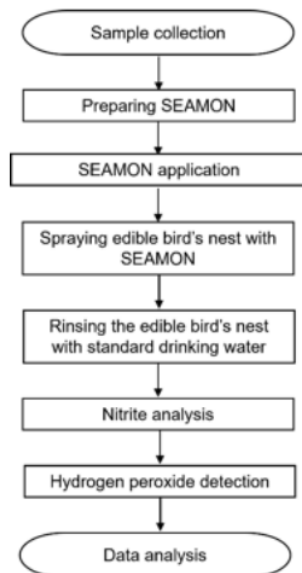 Sample collection
Preparing SEAMON
SEAMON application
Spraying edible bird's nest with
SEAMON
Rinsing the edible bird's nest
with standard drinking water
Nitrite analysis
Hydrogen peroxide detection
Data analysis